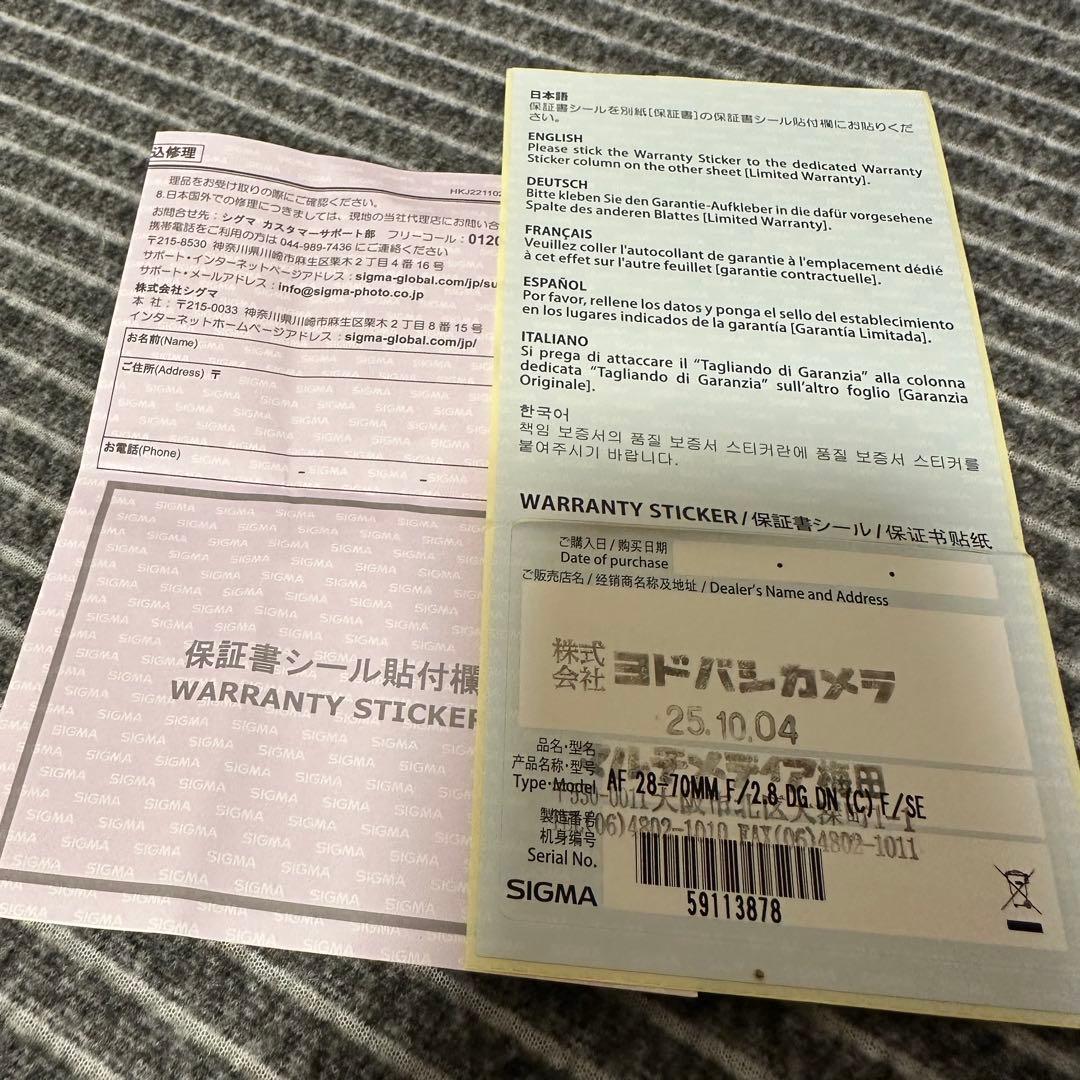 込修理
HKJ22110
理品をお受け取りの際にご確認ください。
8.日本国外での修理につきましては、現地の当社代理店にお問い合
お問合せ先：シグマ カスタマーサポート部 フリーコール：0120
携帯電話をご利用の方は 044-989-7436 にご連絡ください
〒215-8530 神奈川県川崎市麻生区栗木2丁目4番16号
サポート・インターネットページアドレス：sigma-global.com/jp/su
サポート・メールアドレス：info@sigma-photo.co.jp
株式会社シグマ
本 社：〒215-0033 神奈川県川崎市麻生区栗木2丁目8番15号
インターネットホームページアドレス：sigma-global.com/jp/
お名前(Name)
ご住所(Address) 〒
お電話(Phone) – –
保証書シール貼付欄
WARRANTY STICKER
日本語
保証書シールを別紙[保証書]の保証書シール貼付欄にお貼りくだ
さい。
ENGLISH
Please stick the Warranty Sticker to the dedicated Warranty
Sticker column on the other sheet [Limited Warranty].
DEUTSCH
Bitte kleben Sie den Garantie-Aufkleber in die dafür vorgesehene
Spalte des anderen Blattes [Limited Warranty].
FRANÇAIS
Veuillez coller l'autocollant de garantie à l'emplacement dédié
à cet effet sur l'autre feuillet [garantie contractuelle].
ESPAÑOL
Por favor, rellene los datos y ponga el sello del establecimiento
en los lugares indicados de la garantía [Garantía Limitada].
ITALIANO
Si prega di attaccare il “Tagliando di Garanzia” alla colonna
dedicata “Tagliando di Garanzia” sull’altro foglio [Garanzia
Originale].
한국어
책임 보증서의 품질 보증서 스티커란에 품질 보증서 스티커를
붙여주시기 바랍니다.
WARRANTY STICKER/保証書シール/保证书贴纸
ご購入日/购买日期
Date of purchase
ご販売店名/经销商名称及地址/Dealer's Name and Address
株式会社 ヨドバシカメラ
25.10.04
マルチメディア梅田
品名・型名
产品名称・型号
Type・Model AF 28-70MM F/2.8 DG DN (C) E/SE
〒530-0011 大阪市北区大深町1-1
(06)4802-1010 FAX(06)4802-1011
製造番号
机身编号
Serial No.
SIGMA
59113878